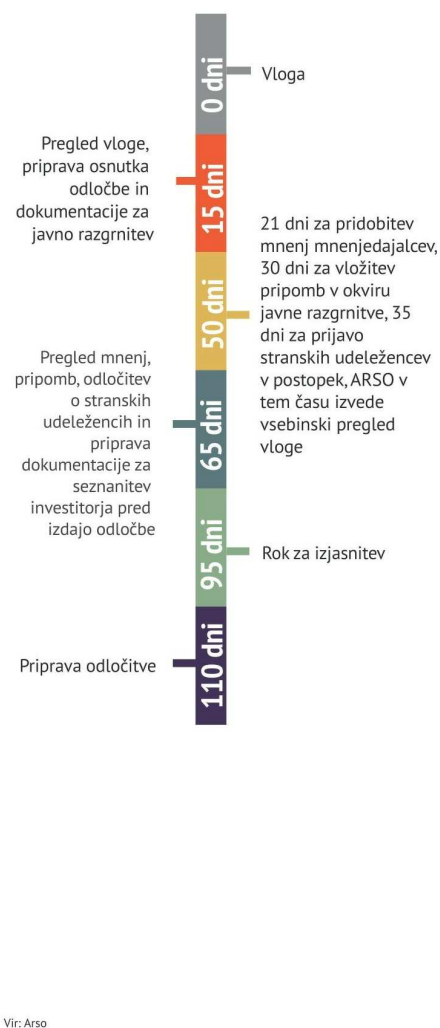 0 dni
Vloga
Pregled vloge,
priprava osnutka
odločbe in
dokumentacije za
javno razgrnitev
15 dni
21 dni za pridobitev
mnenj mnenjedajalcev,
30 dni za vložitev
pripomb v okviru
javne razgrnitve, 35
dni za prijavo
stranskih udeležencev
v postopek, ARSO v
tem času izvede
vsebinski pregled
vloge
50 dni
Pregled mnenj,
pripomb, odločitev
o stranskih
udeležencih in
priprava
dokumentacije za
seznanitev
investitorja pred
izdajo odločbe
65 dni
95 dni
Rok za izjasnitev
Priprava odločitve
110 dni
Vir: Arso